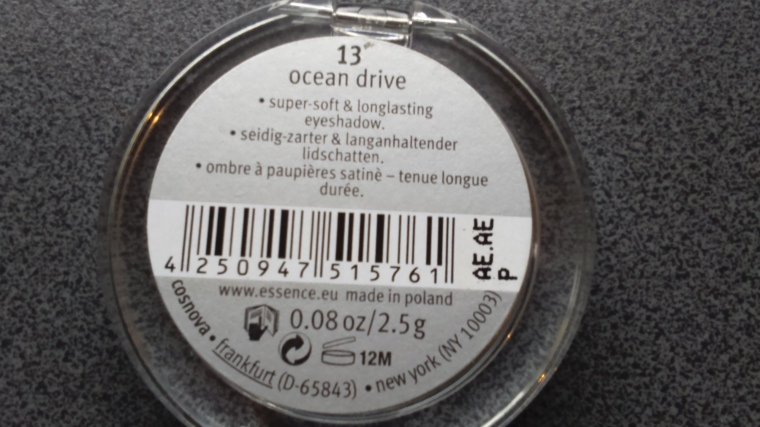 13
ocean drive
• super-soft & longlasting
eyeshadow.
• seidig-zarter & langanhaltender
lidschatten.
• ombre à paupières satinè – tenue longue
durée.
4 250947 515761
AE.AE
P
www.essence.eu made in poland
0.08 oz/2.5 g
12M
cosnova • frankfurt (D-65843) • new york (NY 10003)